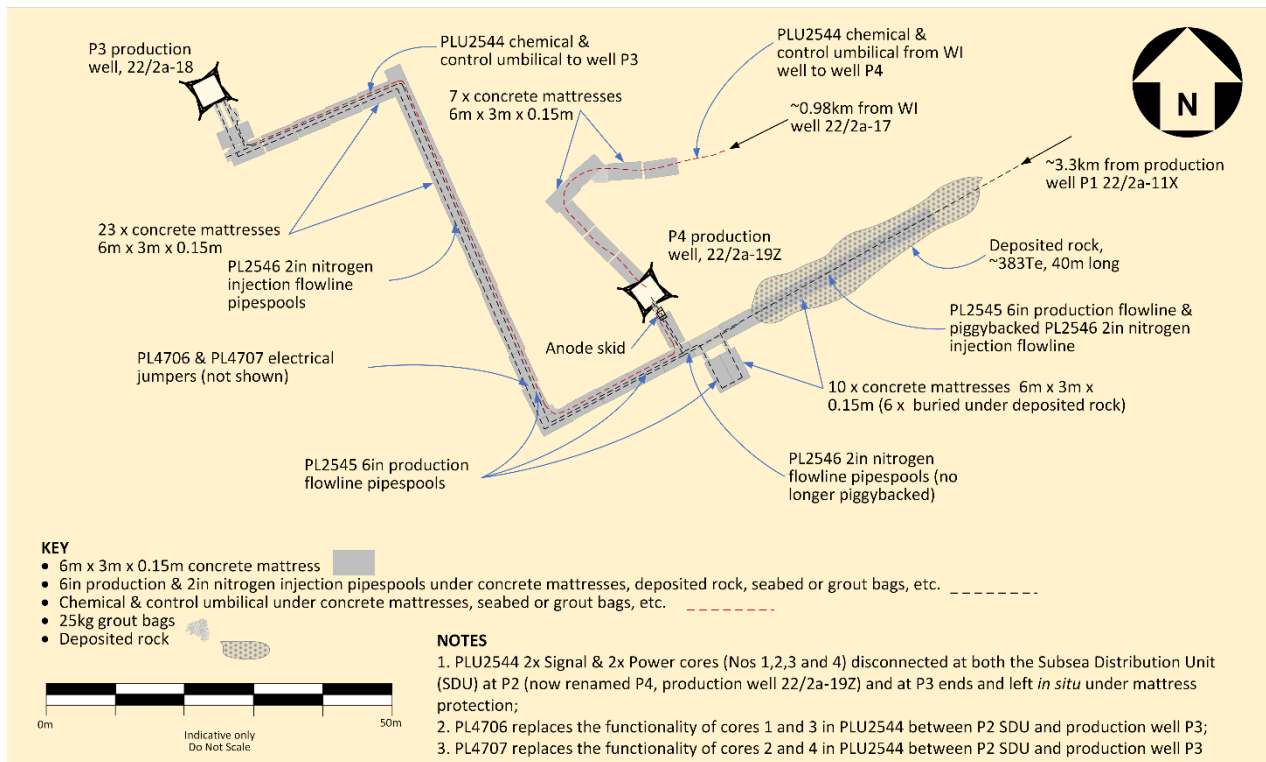 P3 production
well, 22/2a-18
PLU2544 chemical &
control umbilical to well P3
7 x concrete mattresses
6m x 3m x 0.15m
PLU2544 chemical &
control umbilical from WI
well to well P4
~0.98km from WI
well 22/2a-17
N
~3.3km from production
well P1 22/2a-11X
23 x concrete mattresses
6m x 3m x 0.15m
PL2546 2in nitrogen
injection flowline
pipespools
P4 production
well, 22/2a-19Z
Deposited rock,
~383Te, 40m long
Anode skid
PL2545 6in production flowline &
piggybacked PL2546 2in nitrogen
injection flowline
PL4706 & PL4707 electrical
jumpers (not shown)
10 x concrete mattresses 6m x 3m x
0.15m (6 x buried under deposited rock)
PL2545 6in production
flowline pipespools
PL2546 2in nitrogen
flowline pipespools (no
longer piggybacked)
KEY
• 6m x 3m x 0.15m concrete mattress
• 6in production & 2in nitrogen injection pipespools under concrete mattresses, deposited rock, seabed or grout bags, etc.
• Chemical & control umbilical under concrete mattresses, seabed or grout bags, etc.
• 25kg grout bags
• Deposited rock
0m
50m
Indicative only
Do Not Scale
NOTES
1. PLU2544 2x Signal & 2x Power cores (Nos 1,2,3 and 4) disconnected at both the Subsea Distribution Unit
(SDU) at P2 (now renamed P4, production well 22/2a-19Z) and at P3 ends and left in situ under mattress
protection;
2. PL4706 replaces the functionality of cores 1 and 3 in PLU2544 between P2 SDU and production well P3;
3. PL4707 replaces the functionality of cores 2 and 4 in PLU2544 between P2 SDU and production well P3